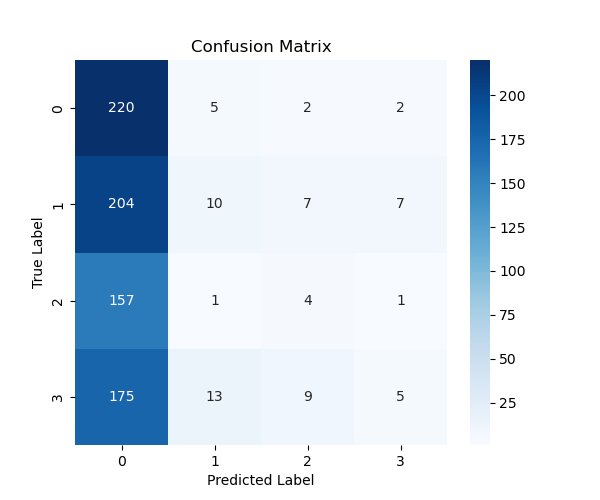 Confusion Matrix
0 220 5 2 2
1 204 10 7 7
2 157 1 4 1
3 175 13 9 5
0 1 2 3
True Label
Predicted Label
200
175
150
125
100
75
50
25